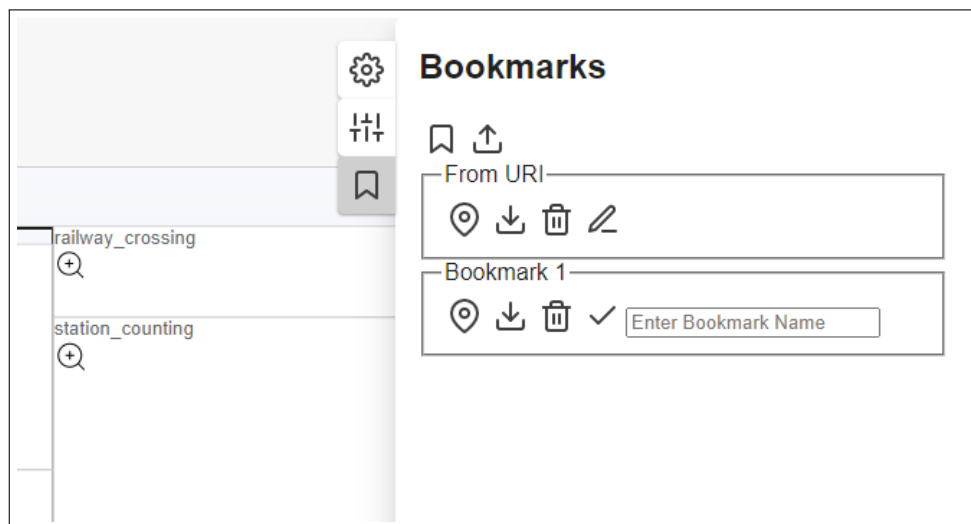 Bookmarks
From URI
railway_crossing
Bookmark 1
station_counting
Enter Bookmark Name